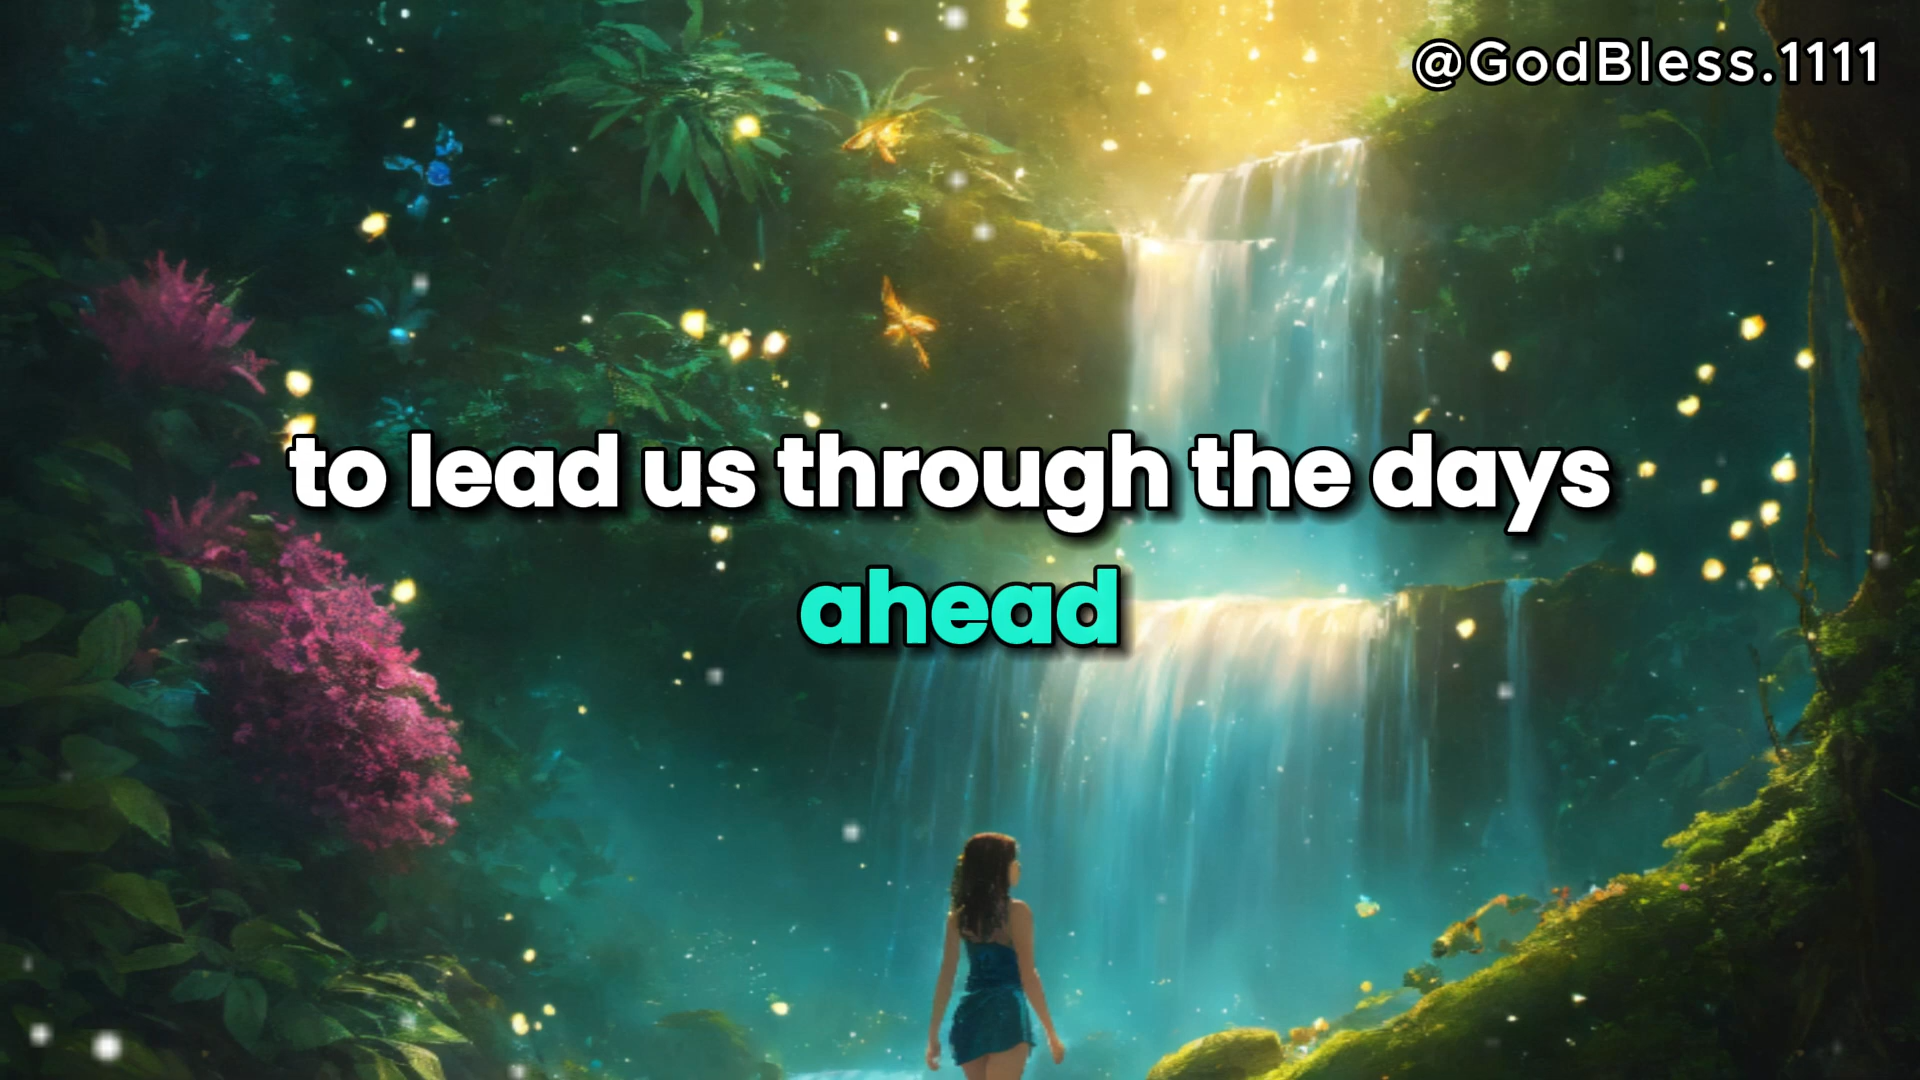 @GodBless.1111
to lead us through the days
ahead